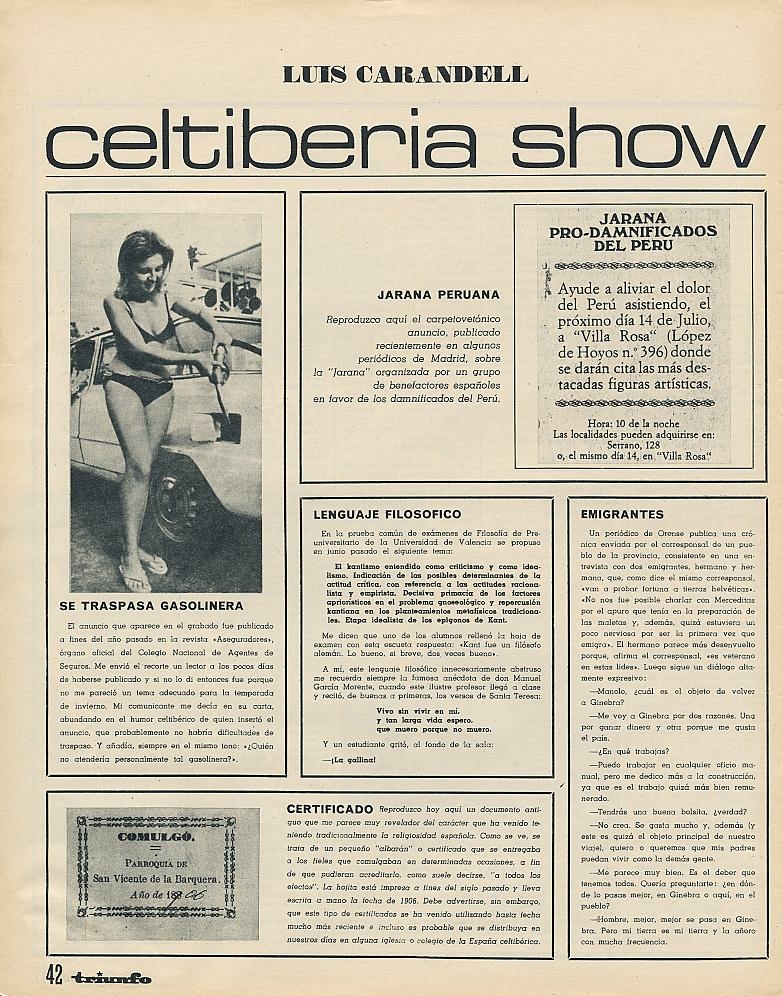 LUIS CARANDELL
celtiberia show
SE TRASPASA GASOLINERA
El anuncio que aparece en el grabado fue publicado
a fines del año pasado en la revista «Aseguradores»,
órgano oficial del Colegio Nacional de Agentes de
Seguros. Me envió el recorte un lector a los pocos días
de haberse publicado y si no lo di entonces fue porque
no me pareció un tema adecuado para la temporada
de invierno. Mi comunicante me decía en su carta,
abundando en el humor celtibérico de quien insertó el
anuncio, que probablemente no habría dificultades de
traspaso. Y añadía, siempre en el mismo tono: «¿Quién
no atendería personalmente tal gasolinera?».
JARANA PERUANA
Reproduzco aquí el carpetovetónico
anuncio, publicado
recientemente en algunos
periódicos de Madrid, sobre
la "Jarana" organizada por un grupo
de benefactores españoles
en favor de los damnificados del Perú.
JARANA
PRO-DAMNIFICADOS
DEL PERU
Ayude a aliviar el dolor
del Perú asistiendo, el
próximo día 14 de Julio,
a "Villa Rosa" (López
de Hoyos n.º 396) donde
se darán cita las más des-
tacadas figuras artísticas.
Hora: 10 de la noche
Las localidades pueden adquirirse en:
Serrano, 128
o, el mismo día 14, en "Villa Rosa"
LENGUAJE FILOSOFICO
En la prueba común de exámenes de Filosofía de Pre-
universitario de la Universidad de Valencia se propuso
en junio pasado el siguiente tema:
El kantismo entendido como criticismo y como idea-
lismo. Indicación de las posibles determinantes de la
actitud crítica, con referencia a las actitudes raciona-
lista y empirista. Decisiva primacía de los factores
apriorísticos en el problema gnoseológico y repercusión
kantiana en los planteamientos metafísicos tradiciona-
les. Etapa idealista de los epígonos de Kant.
Me dicen que uno de los alumnos rellenó la hoja de
examen con esta escueta respuesta: «Kant fue un filósofo
alemán. Lo bueno, si breve, dos veces bueno».
A mí, este lenguaje filosófico innecesariamente abstruso
me recuerda siempre la famosa anécdota de don Manuel
García Morente, cuando este ilustre profesor llegó a clase
y recitó, de buenas a primeras, los versos de Santa Teresa:
Vivo sin vivir en mí,
y tan larga vida espero,
que muero porque no muero.
Y un estudiante gritó, al fondo de la sala:
—¡La gallina!
EMIGRANTES
Un periódico de Orense publica una cró-
nica enviada por el corresponsal de un pue-
blo de la provincia, consistente en una en-
trevista con dos emigrantes, hermano y her-
mana, que, como dice el mismo corresponsal,
«van a probar fortuna a tierras helvéticas».
«No nos fue posible charlar con Merceditas
por el apuro que tenía en la preparación de
las maletas y, además, quizá estuviera un
poco nerviosa por ser la primera vez que
emigra». El hermano parece más desenvuelto
porque, afirma el corresponsal, «es veterano
en estas lides». Luego sigue un diálogo alta-
mente expresivo:
—Manolo, ¿cuál es el objeto de volver
a Ginebra?
—Me voy a Ginebra por dos razones. Una
por ganar dinero y otra porque me gusta
el país.
—¿En qué trabajas?
—Puedo trabajar en cualquier oficio ma-
nual, pero me dedico más a la construcción,
ya que es el trabajo quizá más bien remu-
nerado.
—Tendrás una buena bolsita, ¿verdad?
—No crea. Se gasta mucho y, además (y
este es quizá el objeto principal de nuestro
viaje), quiero o queremos que mis padres
puedan vivir como la demás gente.
—Me parece muy bien. Es el deber que
tenemos todos. Quería preguntarte: ¿en dón-
de lo pasas mejor, en Ginebra o aquí, en el
pueblo?
—Hombre, mejor, mejor se pasa en Gine-
bra. Pero mi tierra es mi tierra y la añoro
con mucha frecuencia.
COMULGÓ.
PARROQUIA DE
San Vicente de la Barquera.
Año de 1906
CERTIFICADO Reproduzco hoy aquí un documento anti-
guo que me parece muy revelador del carácter que ha venido te-
niendo tradicionalmente la religiosidad española. Como se ve, se
trata de un pequeño "albarán" o certificado que se entregaba
a los fieles que comulgaban en determinadas ocasiones, a fin
de que pudieran acreditarlo, como suele decirse, "a todos los
efectos". La hojita está impresa a fines del siglo pasado y lleva
escrita a mano la fecha de 1906. Debe advertirse, sin embargo,
que este tipo de certificados se ha venido utilizando hasta fecha
mucho más reciente e incluso es probable que se distribuya en
nuestros días en alguna iglesia o colegio de la España celtibérica.
42 triunfo